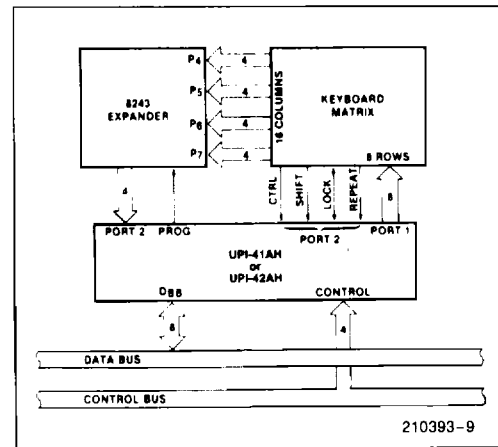 8243
EXPANDER
P4
P5
P6
P7
4
4
4
4
16 COLUMNS
KEYBOARD
MATRIX
8 ROWS
4
CTRL
SHIFT
LOCK
REPEAT
8
PORT 2
PROG
PORT 2
PORT 1
UPI-41AH
or
UPI-42AH
DBB
CONTROL
8
4
DATA BUS
CONTROL BUS
210393-9